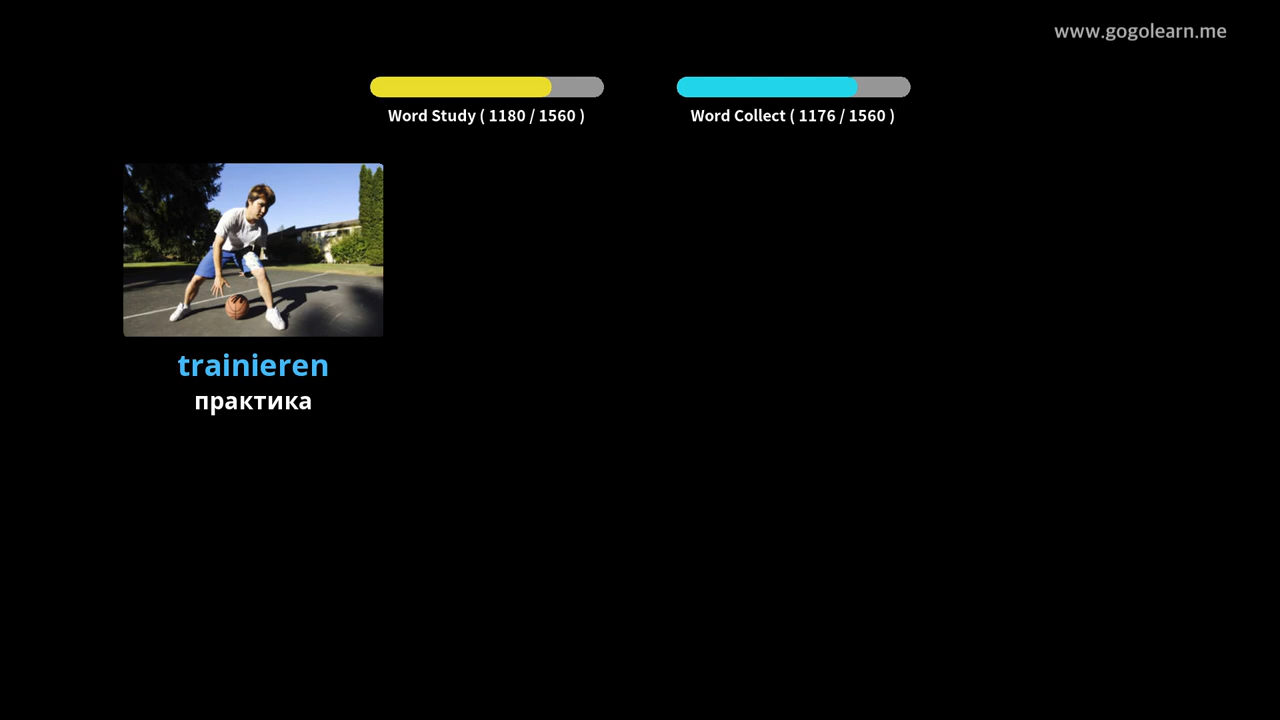 www.gogolearn.me
Word Study ( 1180 / 1560 )
Word Collect ( 1176 / 1560 )
trainieren
практика